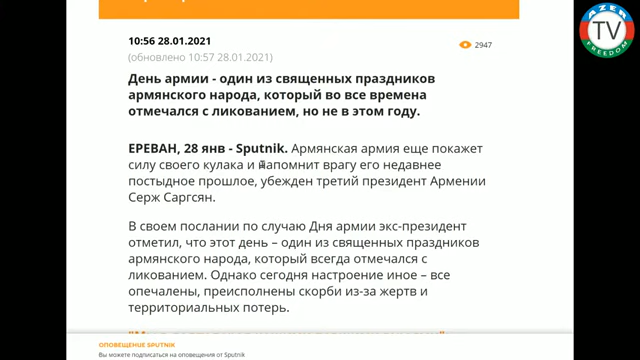 AZER
TV
FREEDOM
10:56 28.01.2021
2947
(обновлено 10:57 28.01.2021)
День армии - один из священных праздников
армянского народа, который во все времена
отмечался с ликованием, но не в этом году.
ЕРЕВАН, 28 янв - Sputnik. Армянская армия еще покажет
силу своего кулака и напомнит врагу его недавнее
постыдное прошлое, убежден третий президент Армении
Серж Саргсян.
В своем послании по случаю Дня армии экс-президент
отметил, что этот день – один из священных праздников
армянского народа, который всегда отмечался с
ликованием. Однако сегодня настроение иное – все
опечалены, преисполнены скорби из-за жертв и
территориальных потерь.
ОПОВЕЩЕНИЕ SPUTNIK
Вы можете подписаться на оповещения от Sputnik